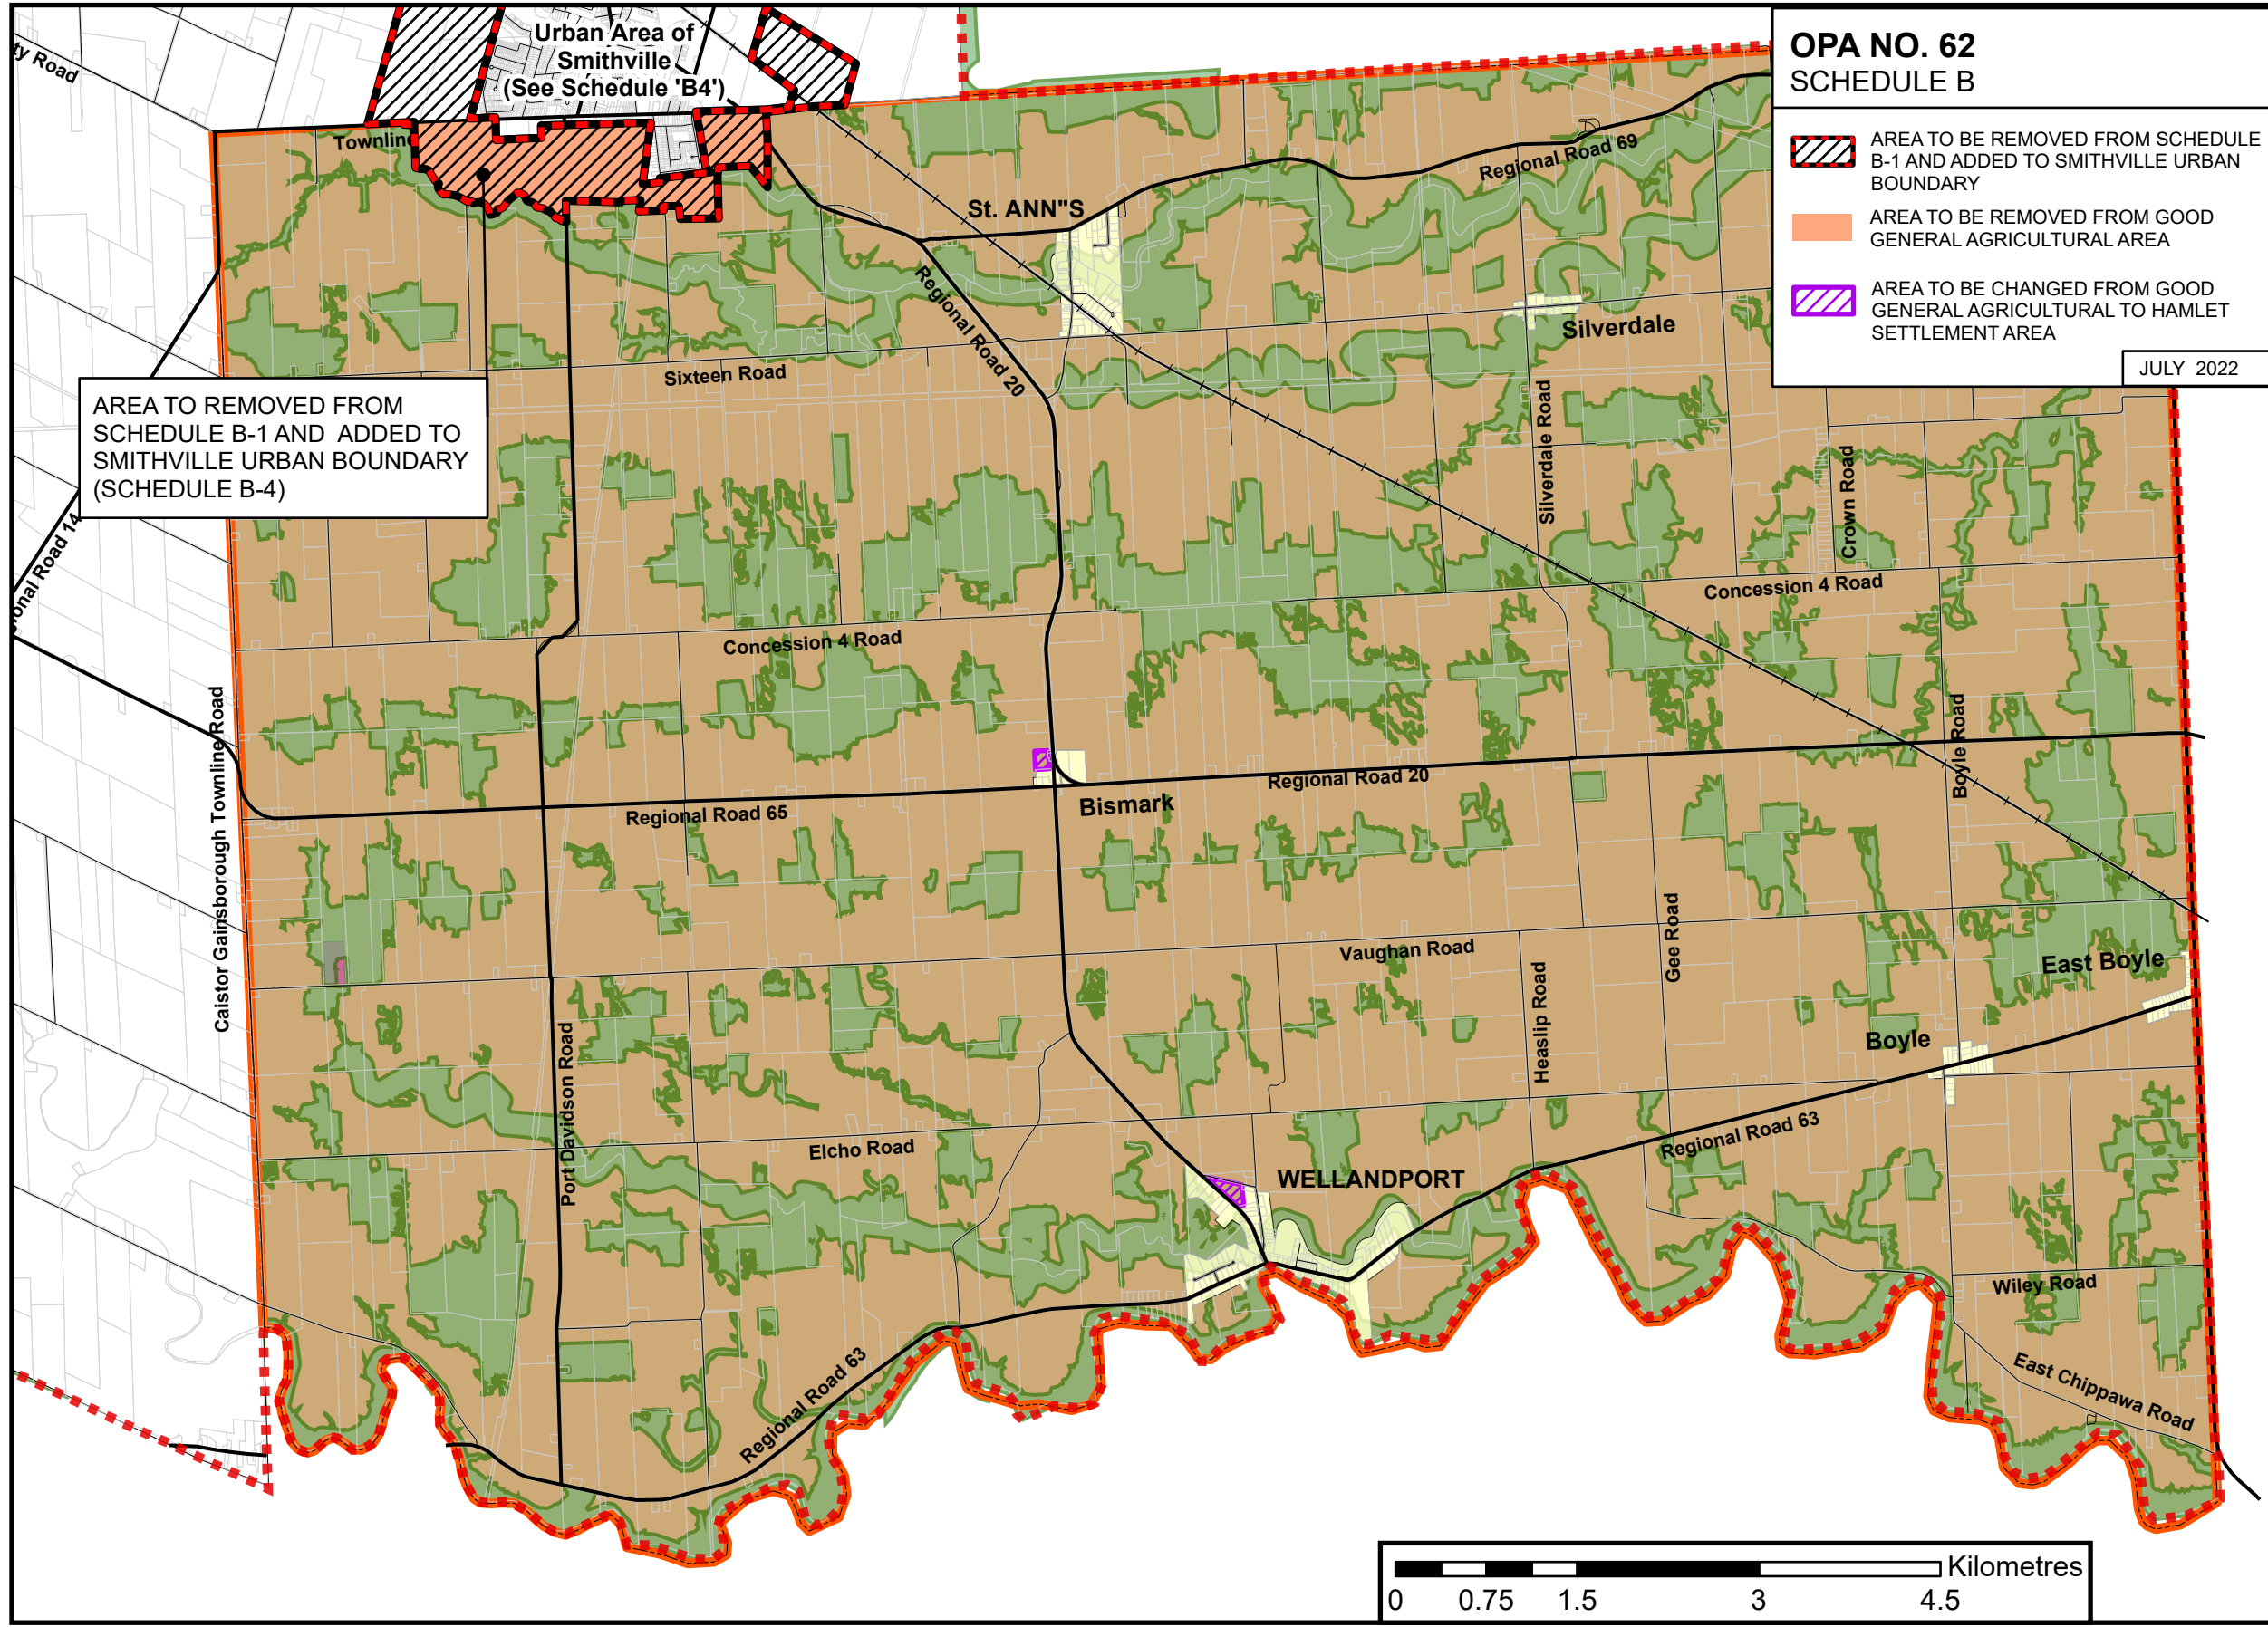 OPA NO. 62
SCHEDULE B
AREA TO BE REMOVED FROM SCHEDULE
B-1 AND ADDED TO SMITHVILLE URBAN
BOUNDARY
AREA TO BE REMOVED FROM GOOD
GENERAL AGRICULTURAL AREA
AREA TO BE CHANGED FROM GOOD
GENERAL AGRICULTURAL TO HAMLET
SETTLEMENT AREA
JULY 2022
Urban Area of
Smithville
(See Schedule 'B4')
ty Road
Townline
Regional Road 69
St. ANN"S
Regional Road 20
Silverdale
Sixteen Road
AREA TO REMOVED FROM
SCHEDULE B-1 AND ADDED TO
SMITHVILLE URBAN BOUNDARY
(SCHEDULE B-4)
Silverdale Road
Crown Road
onal Road 14
Concession 4 Road
Concession 4 Road
Caistor Gainsborough Townline Road
Boyle Road
Regional Road 20
Bismark
Regional Road 65
Gee Road
Vaughan Road
East Boyle
Heaslip Road
Boyle
Port Davidson Road
Elcho Road
Regional Road 63
WELLANDPORT
Wiley Road
East Chippawa Road
Regional Road 63
Kilometres
0 0.75 1.5 3 4.5